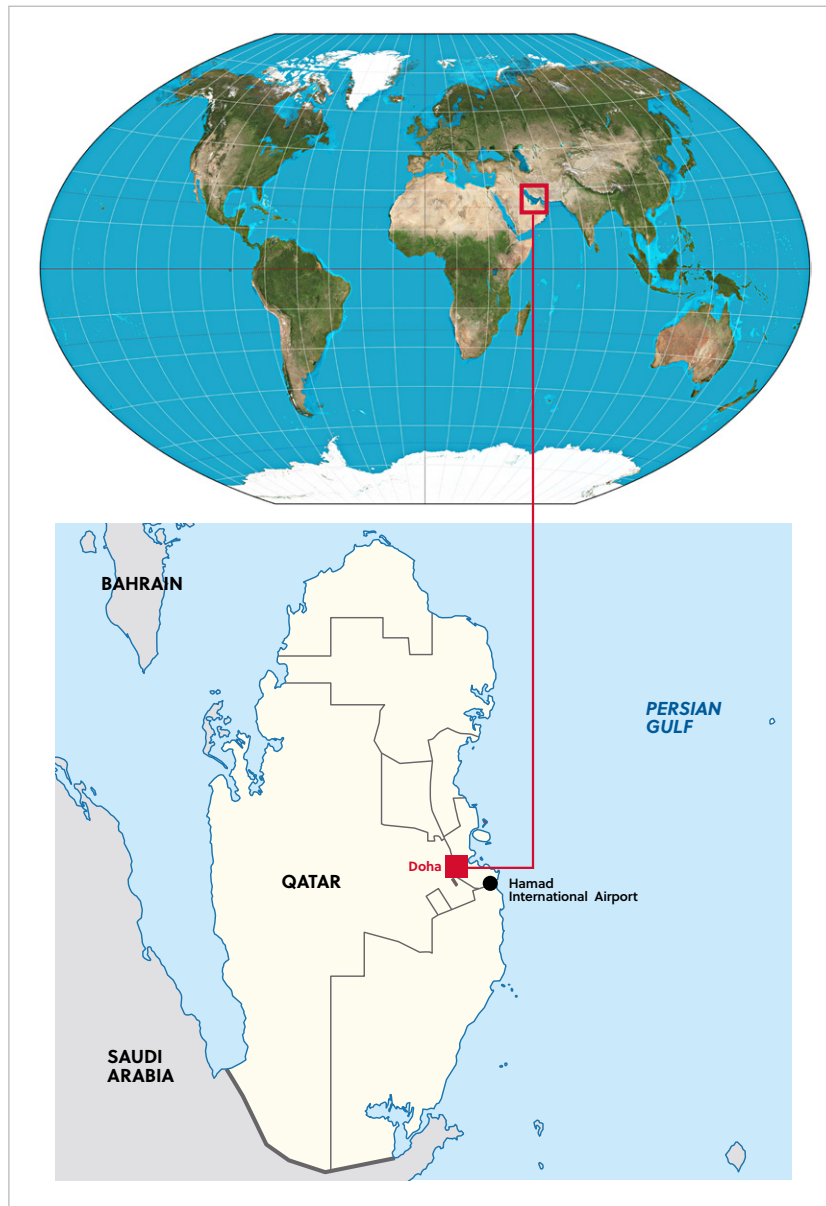 BAHRAIN
PERSIAN
GULF
Doha
QATAR
Hamad
International Airport
SAUDI
ARABIA